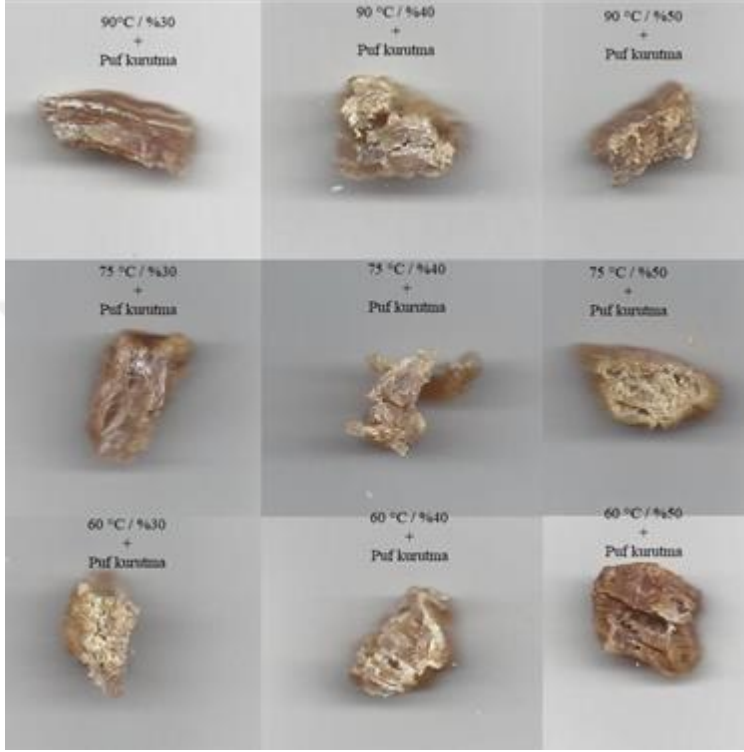 90°C / %30
+
Puf kurutma
90 °C / %40
+
Puf kurutma
90 °C / %50
+
Puf kurutma
75 °C / %30
+
Puf kurutma
75 °C / %40
+
Puf kurutma
75 °C / %50
+
Puf kurutma
60 °C / %30
+
Puf kurutma
60 °C / %40
+
Puf kurutma
60 °C / %50
+
Puf kurutma